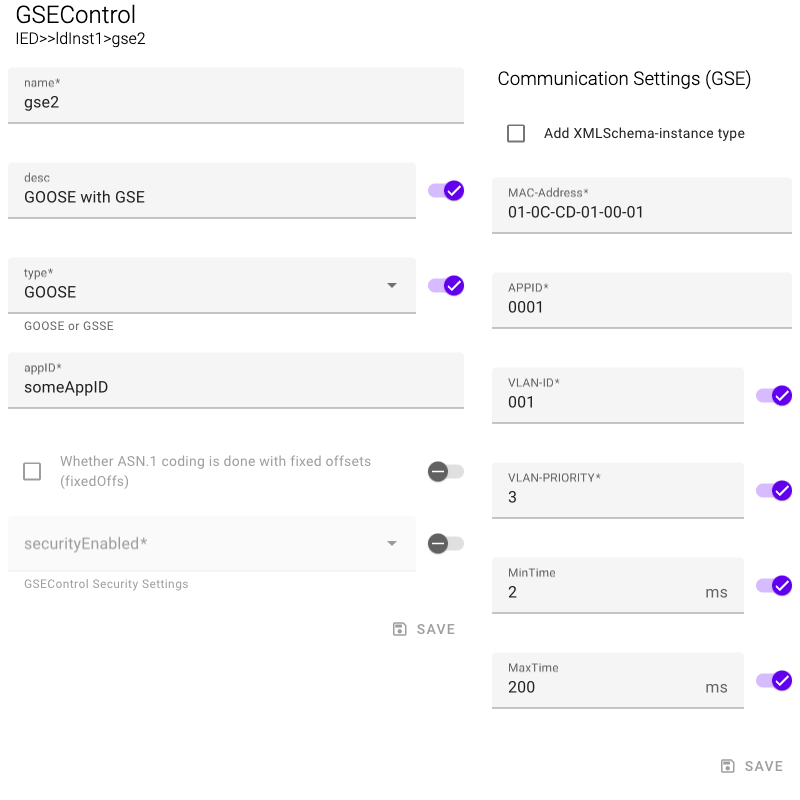 GSEControl
IED>>ldInst1>gse2
name*
gse2
desc
GOOSE with GSE
type*
GOOSE
GOOSE or GSSE
appID*
someAppID
Whether ASN.1 coding is done with fixed offsets
(fixedOffs)
securityEnabled*
GSEControl Security Settings
SAVE
Communication Settings (GSE)
Add XMLSchema-instance type
MAC-Address*
01-0C-CD-01-00-01
APPID*
0001
VLAN-ID*
001
VLAN-PRIORITY*
3
MinTime
2 ms
MaxTime
200 ms
SAVE